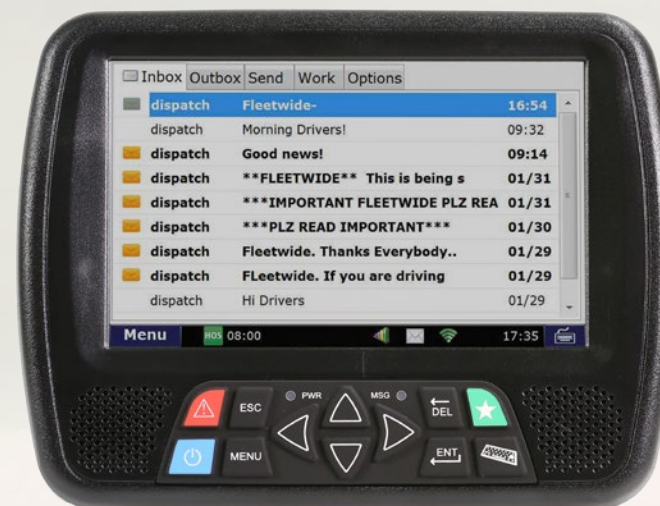 Inbox Outbox Send Work Options
dispatch Fleetwide- 16:54
dispatch Morning Drivers! 09:32
dispatch Good news! 09:14
dispatch **FLEETWIDE** This is being s 01/31
dispatch ***IMPORTANT FLEETWIDE PLZ REA 01/31
dispatch ***PLZ READ IMPORTANT*** 01/30
dispatch Fleetwide. Thanks Everybody.. 01/29
dispatch FLeetwide. If you are driving 01/29
dispatch Hi Drivers 01/29
Menu HOS 08:00 17:35
ESC PWR MSG DEL
MENU ENT